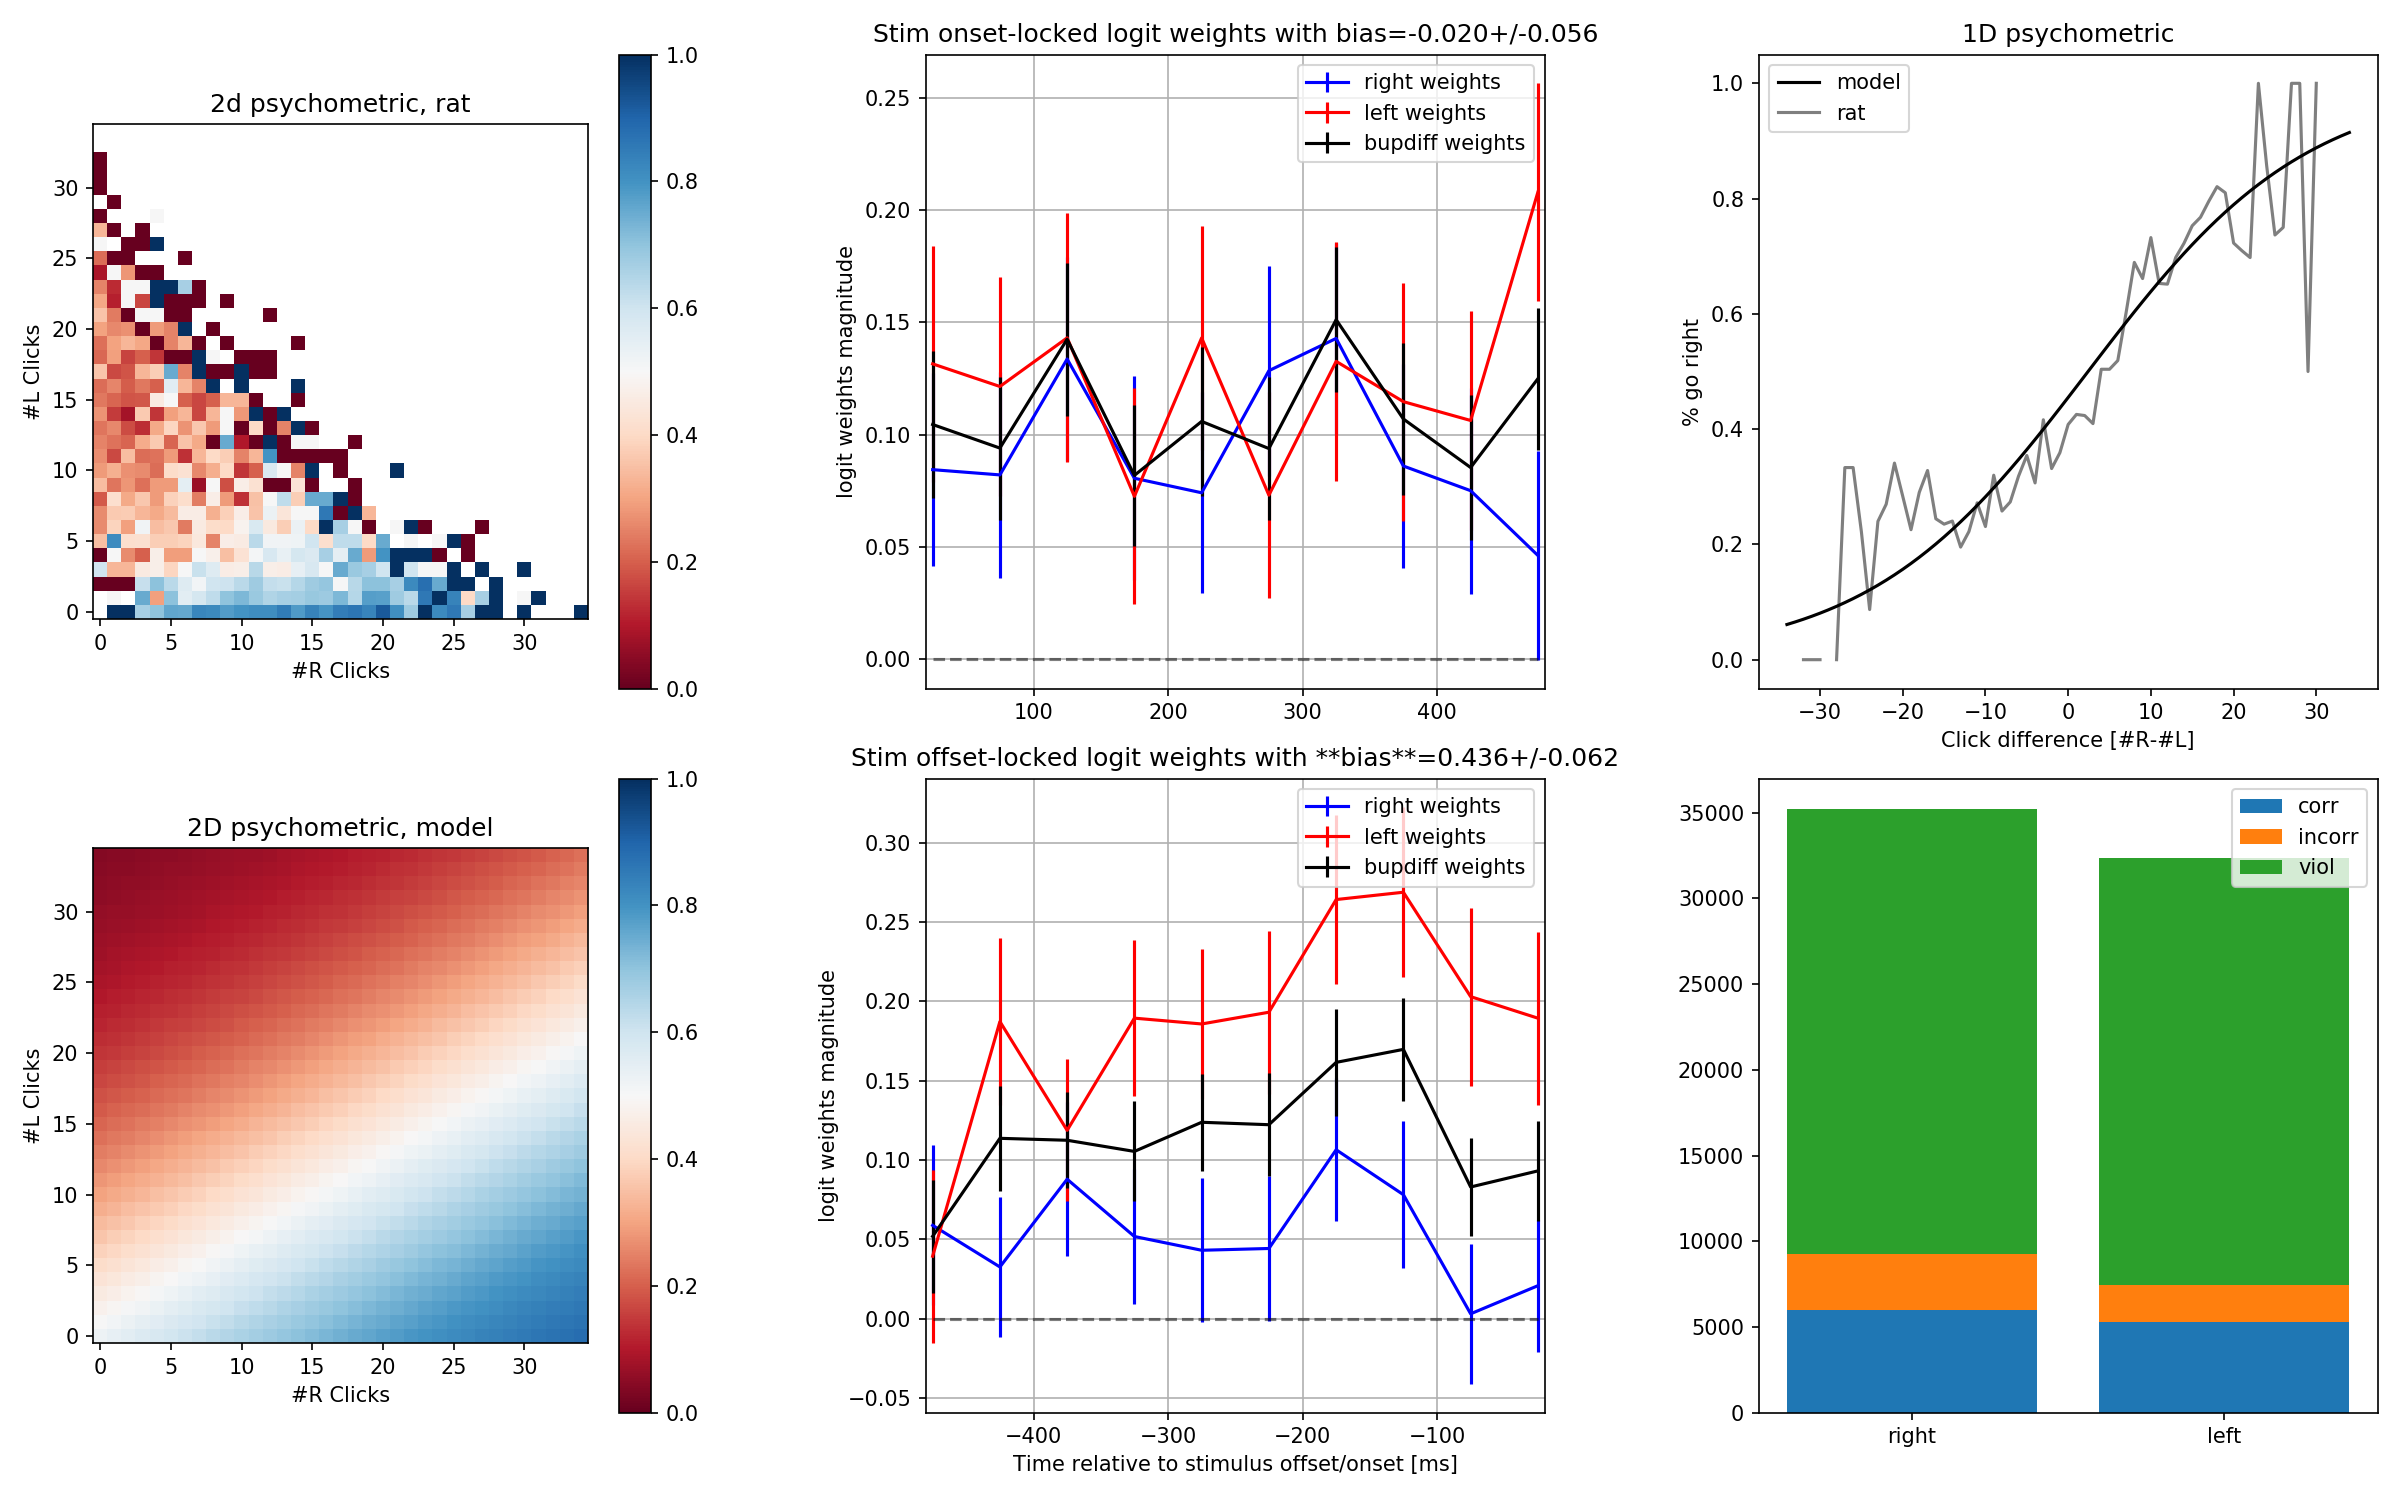 2d psychometric, rat
#L Clicks
30
25
20
15
10
5
0
0 5 10 15 20 25 30
#R Clicks
1.0
0.8
0.6
0.4
0.2
0.0
Stim onset-locked logit weights with bias=-0.020+/-0.056
logit weights magnitude
0.25
0.20
0.15
0.10
0.05
0.00
100 200 300 400
right weights
left weights
bupdiff weights
1D psychometric
% go right
1.0
0.8
0.6
0.4
0.2
0.0
−30 −20 −10 0 10 20 30
Click difference [#R-#L]
model
rat
2D psychometric, model
#L Clicks
30
25
20
15
10
5
0
0 5 10 15 20 25 30
#R Clicks
1.0
0.8
0.6
0.4
0.2
0.0
Stim offset-locked logit weights with **bias**=0.436+/-0.062
logit weights magnitude
0.30
0.25
0.20
0.15
0.10
0.05
0.00
−0.05
−400 −300 −200 −100
Time relative to stimulus offset/onset [ms]
right weights
left weights
bupdiff weights
35000
30000
25000
20000
15000
10000
5000
0
right left
corr
incorr
viol